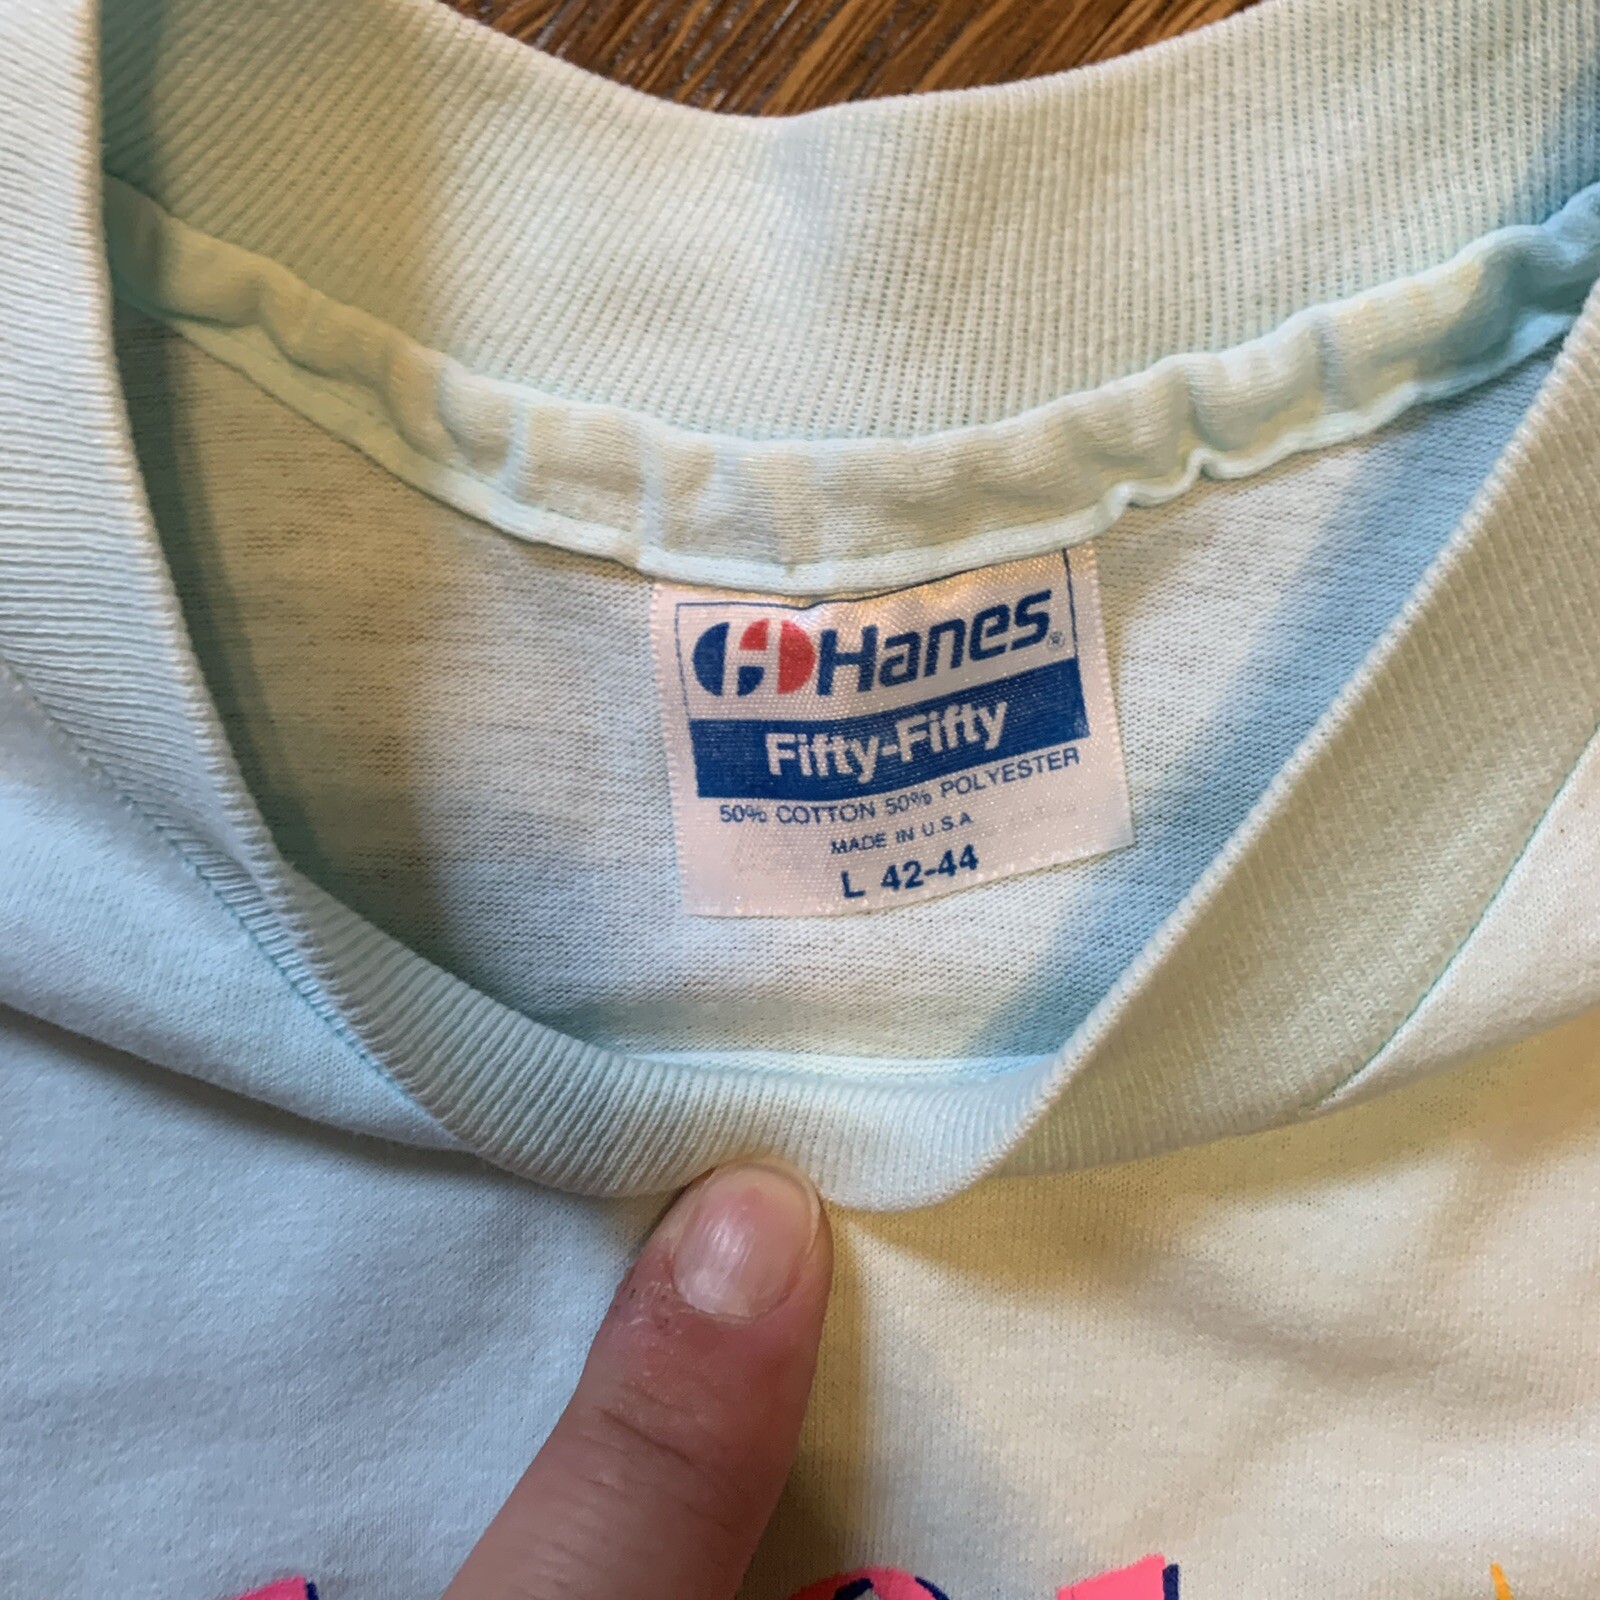 Hanes®
Fifty-Fifty
50% COTTON 50% POLYESTER
MADE IN U.S.A
L 42-44